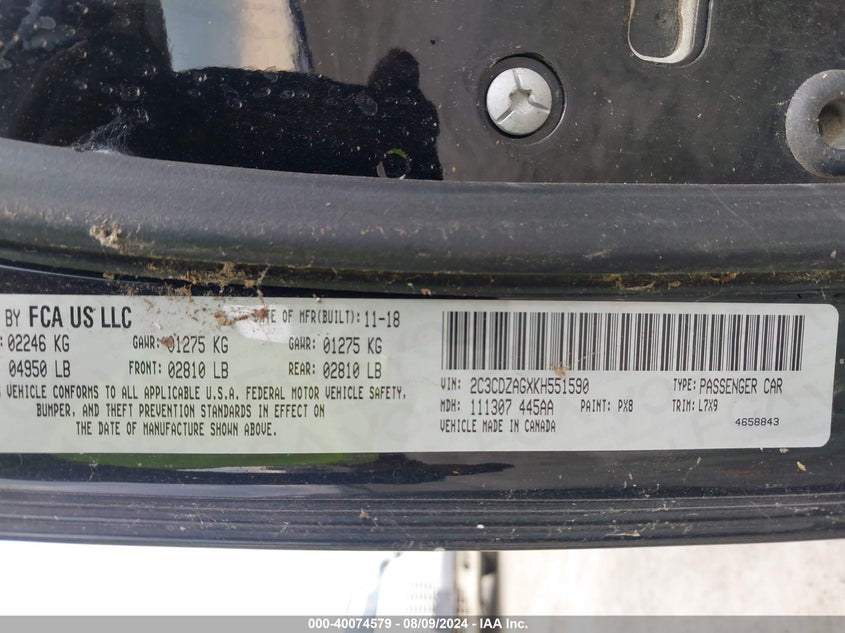 BY FCA US LLC DATE OF MFR(BUILT): 11-18
: 02246 KG GAWR: 01275 KG GAWR: 01275 KG
04950 LB FRONT: 02810 LB REAR: 02810 LB
VEHICLE CONFORMS TO ALL APPLICABLE U.S.A. FEDERAL MOTOR VEHICLE SAFETY,
BUMPER, AND THEFT PREVENTION STANDARDS IN EFFECT ON
THE DATE OF MANUFACTURE SHOWN ABOVE.
VIN: 2C3CDZAGXKH551590 TYPE: PASSENGER CAR
MDH: 111307 445AA PAINT: PX8 TRIM: L7X9
VEHICLE MADE IN CANADA 4658843
000-40074579 - 08/09/2024 - IAA Inc.